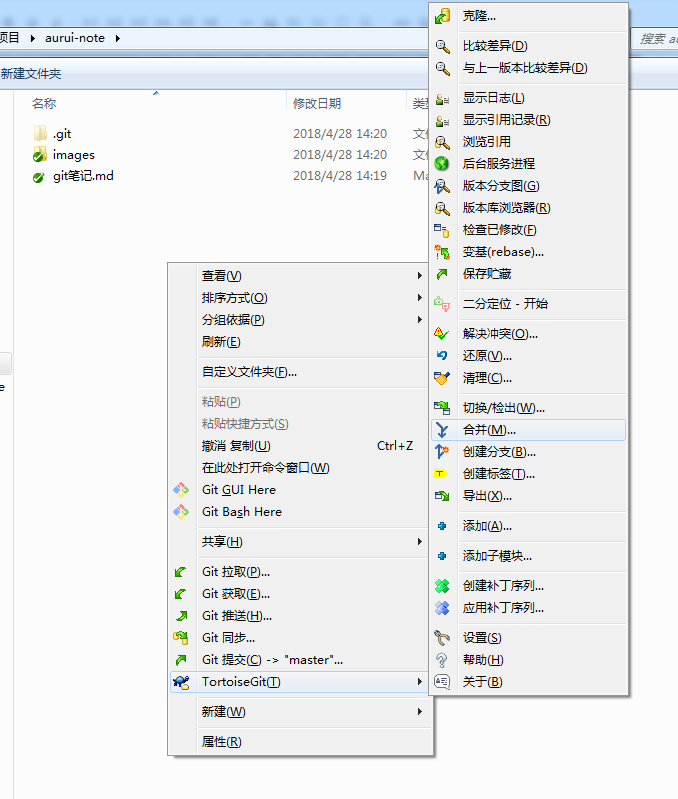 项目 ▸ aurui-note ▸
搜索 au
新建文件夹
名称 修改日期 类型
.git 2018/4/28 14:20 文件
images 2018/4/28 14:20 文件
git笔记.md 2018/4/28 14:19 Ma
查看(V)
排序方式(O)
分组依据(P)
刷新(E)
自定义文件夹(F)...
粘贴(P)
粘贴快捷方式(S)
撤消 复制(U) Ctrl+Z
在此处打开命令窗口(W)
Git GUI Here
Git Bash Here
共享(H)
Git 拉取(P)...
Git 获取(E)...
Git 推送(H)...
Git 同步...
Git 提交(C) -> "master"...
TortoiseGit(T)
新建(W)
属性(R)
克隆...
比较差异(D)
与上一版本比较差异(D)
显示日志(L)
显示引用记录(R)
浏览引用
后台服务进程
版本分支图(G)
版本库浏览器(R)
检查已修改(F)
变基(rebase)...
保存贮藏
二分定位 - 开始
解决冲突(O)...
还原(V)...
清理(C)...
切换/检出(W)...
合并(M)...
创建分支(B)...
创建标签(T)...
导出(X)...
添加(A)...
添加子模块...
创建补丁序列...
应用补丁序列...
设置(S)
帮助(H)
关于(B)